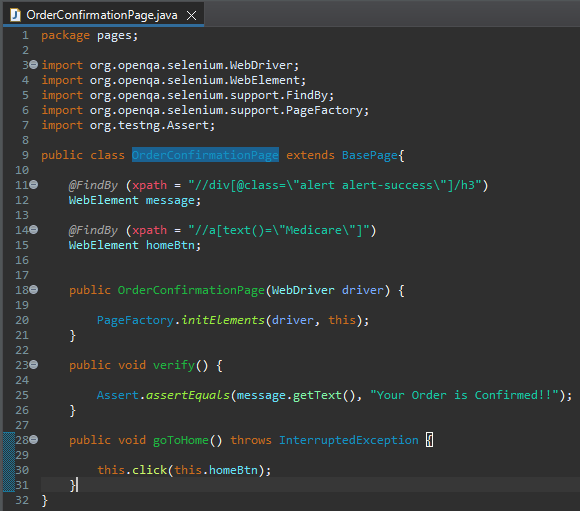 OrderConfirmationPage.java
1 package pages;
2
3 import org.openqa.selenium.WebDriver;
4 import org.openqa.selenium.WebElement;
5 import org.openqa.selenium.support.FindBy;
6 import org.openqa.selenium.support.PageFactory;
7 import org.testng.Assert;
8
9 public class OrderConfirmationPage extends BasePage{
10
11 @FindBy (xpath = "//div[@class=\"alert alert-success\"]/h3")
12 WebElement message;
13
14 @FindBy (xpath = "//a[text()=\"Medicare\"]")
15 WebElement homeBtn;
16
17
18 public OrderConfirmationPage(WebDriver driver) {
19
20 PageFactory.initElements(driver, this);
21 }
22
23 public void verify() {
24
25 Assert.assertEquals(message.getText(), "Your Order is Confirmed!!");
26 }
27
28 public void goToHome() throws InterruptedException {
29
30 this.click(this.homeBtn);
31 }
32 }